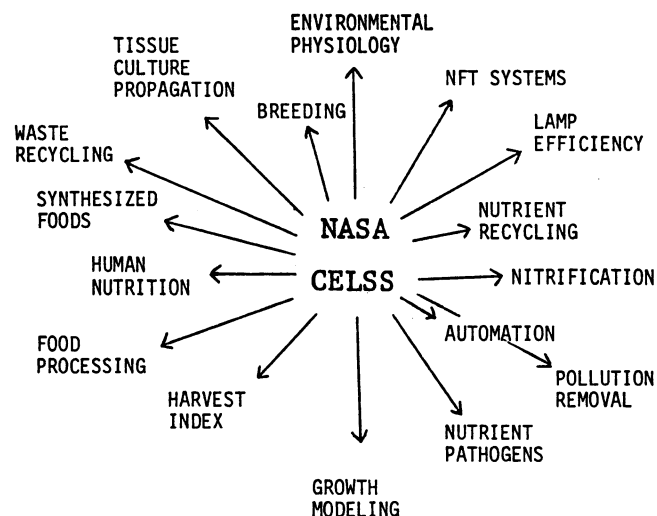 ENVIRONMENTAL
PHYSIOLOGY
TISSUE
CULTURE
PROPAGATION
NFT SYSTEMS
BREEDING
LAMP
EFFICIENCY
WASTE
RECYCLING
SYNTHESIZED
FOODS
NUTRIENT
RECYCLING
NASA
CELSS
HUMAN
NUTRITION
NITRIFICATION
AUTOMATION
FOOD
PROCESSING
POLLUTION
REMOVAL
HARVEST
INDEX
NUTRIENT
PATHOGENS
GROWTH
MODELING